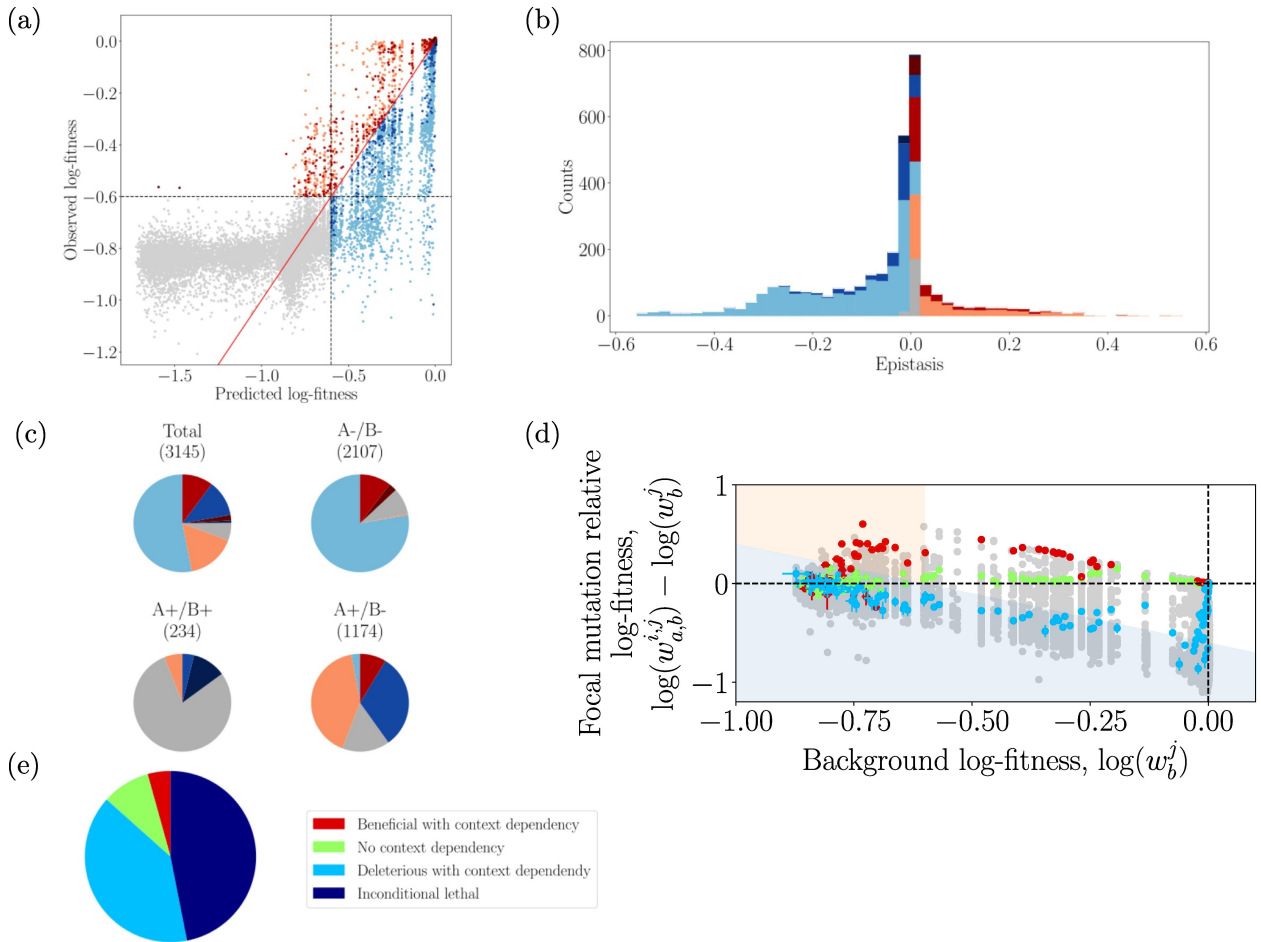 (a)
0.0
−0.2
−0.4
−0.6
−0.8
−1.0
−1.2
Observed log-fitness
−1.5
−1.0
−0.5
0.0
Predicted log-fitness
(b)
800
600
400
200
0
Counts
−0.6
−0.4
−0.2
0.0
0.2
0.4
0.6
Epistasis
(c)
Total
(3145)
A-/B-
(2107)
A+/B+
(234)
A+/B-
(1174)
(d)
Focal mutation relative
log-fitness,
log(w_{a,b}^{i,j}) − log(w_b^j)
1
0
−1
−1.00
−0.75
−0.50
−0.25
0.00
Background log-fitness, log(w_b^j)
(e)
Beneficial with context dependency
No context dependency
Deleterious with context dependendy
Inconditional lethal